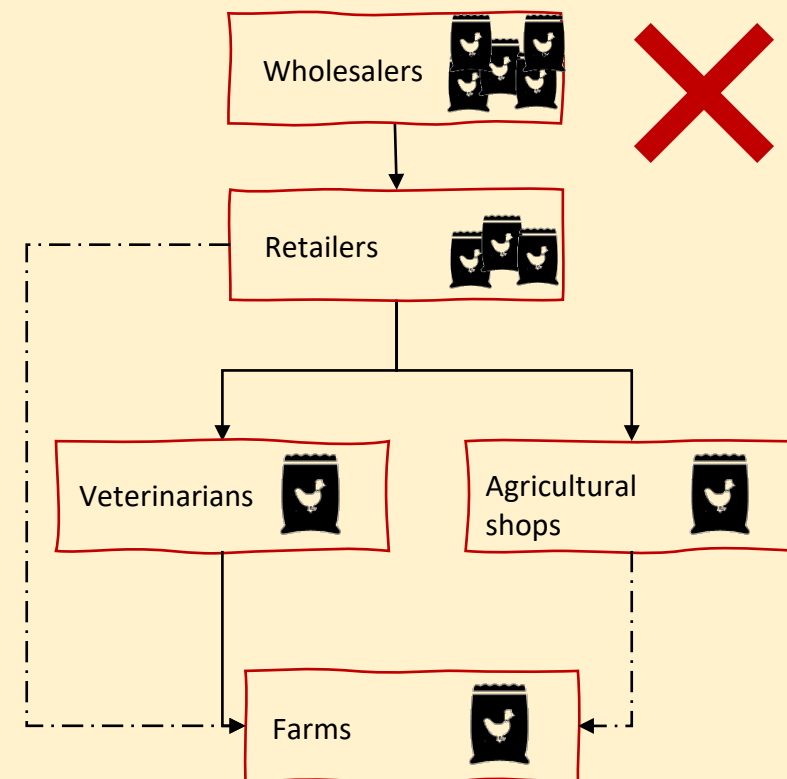 Wholesalers
Retailers
Veterinarians
Agricultural
shops
Farms